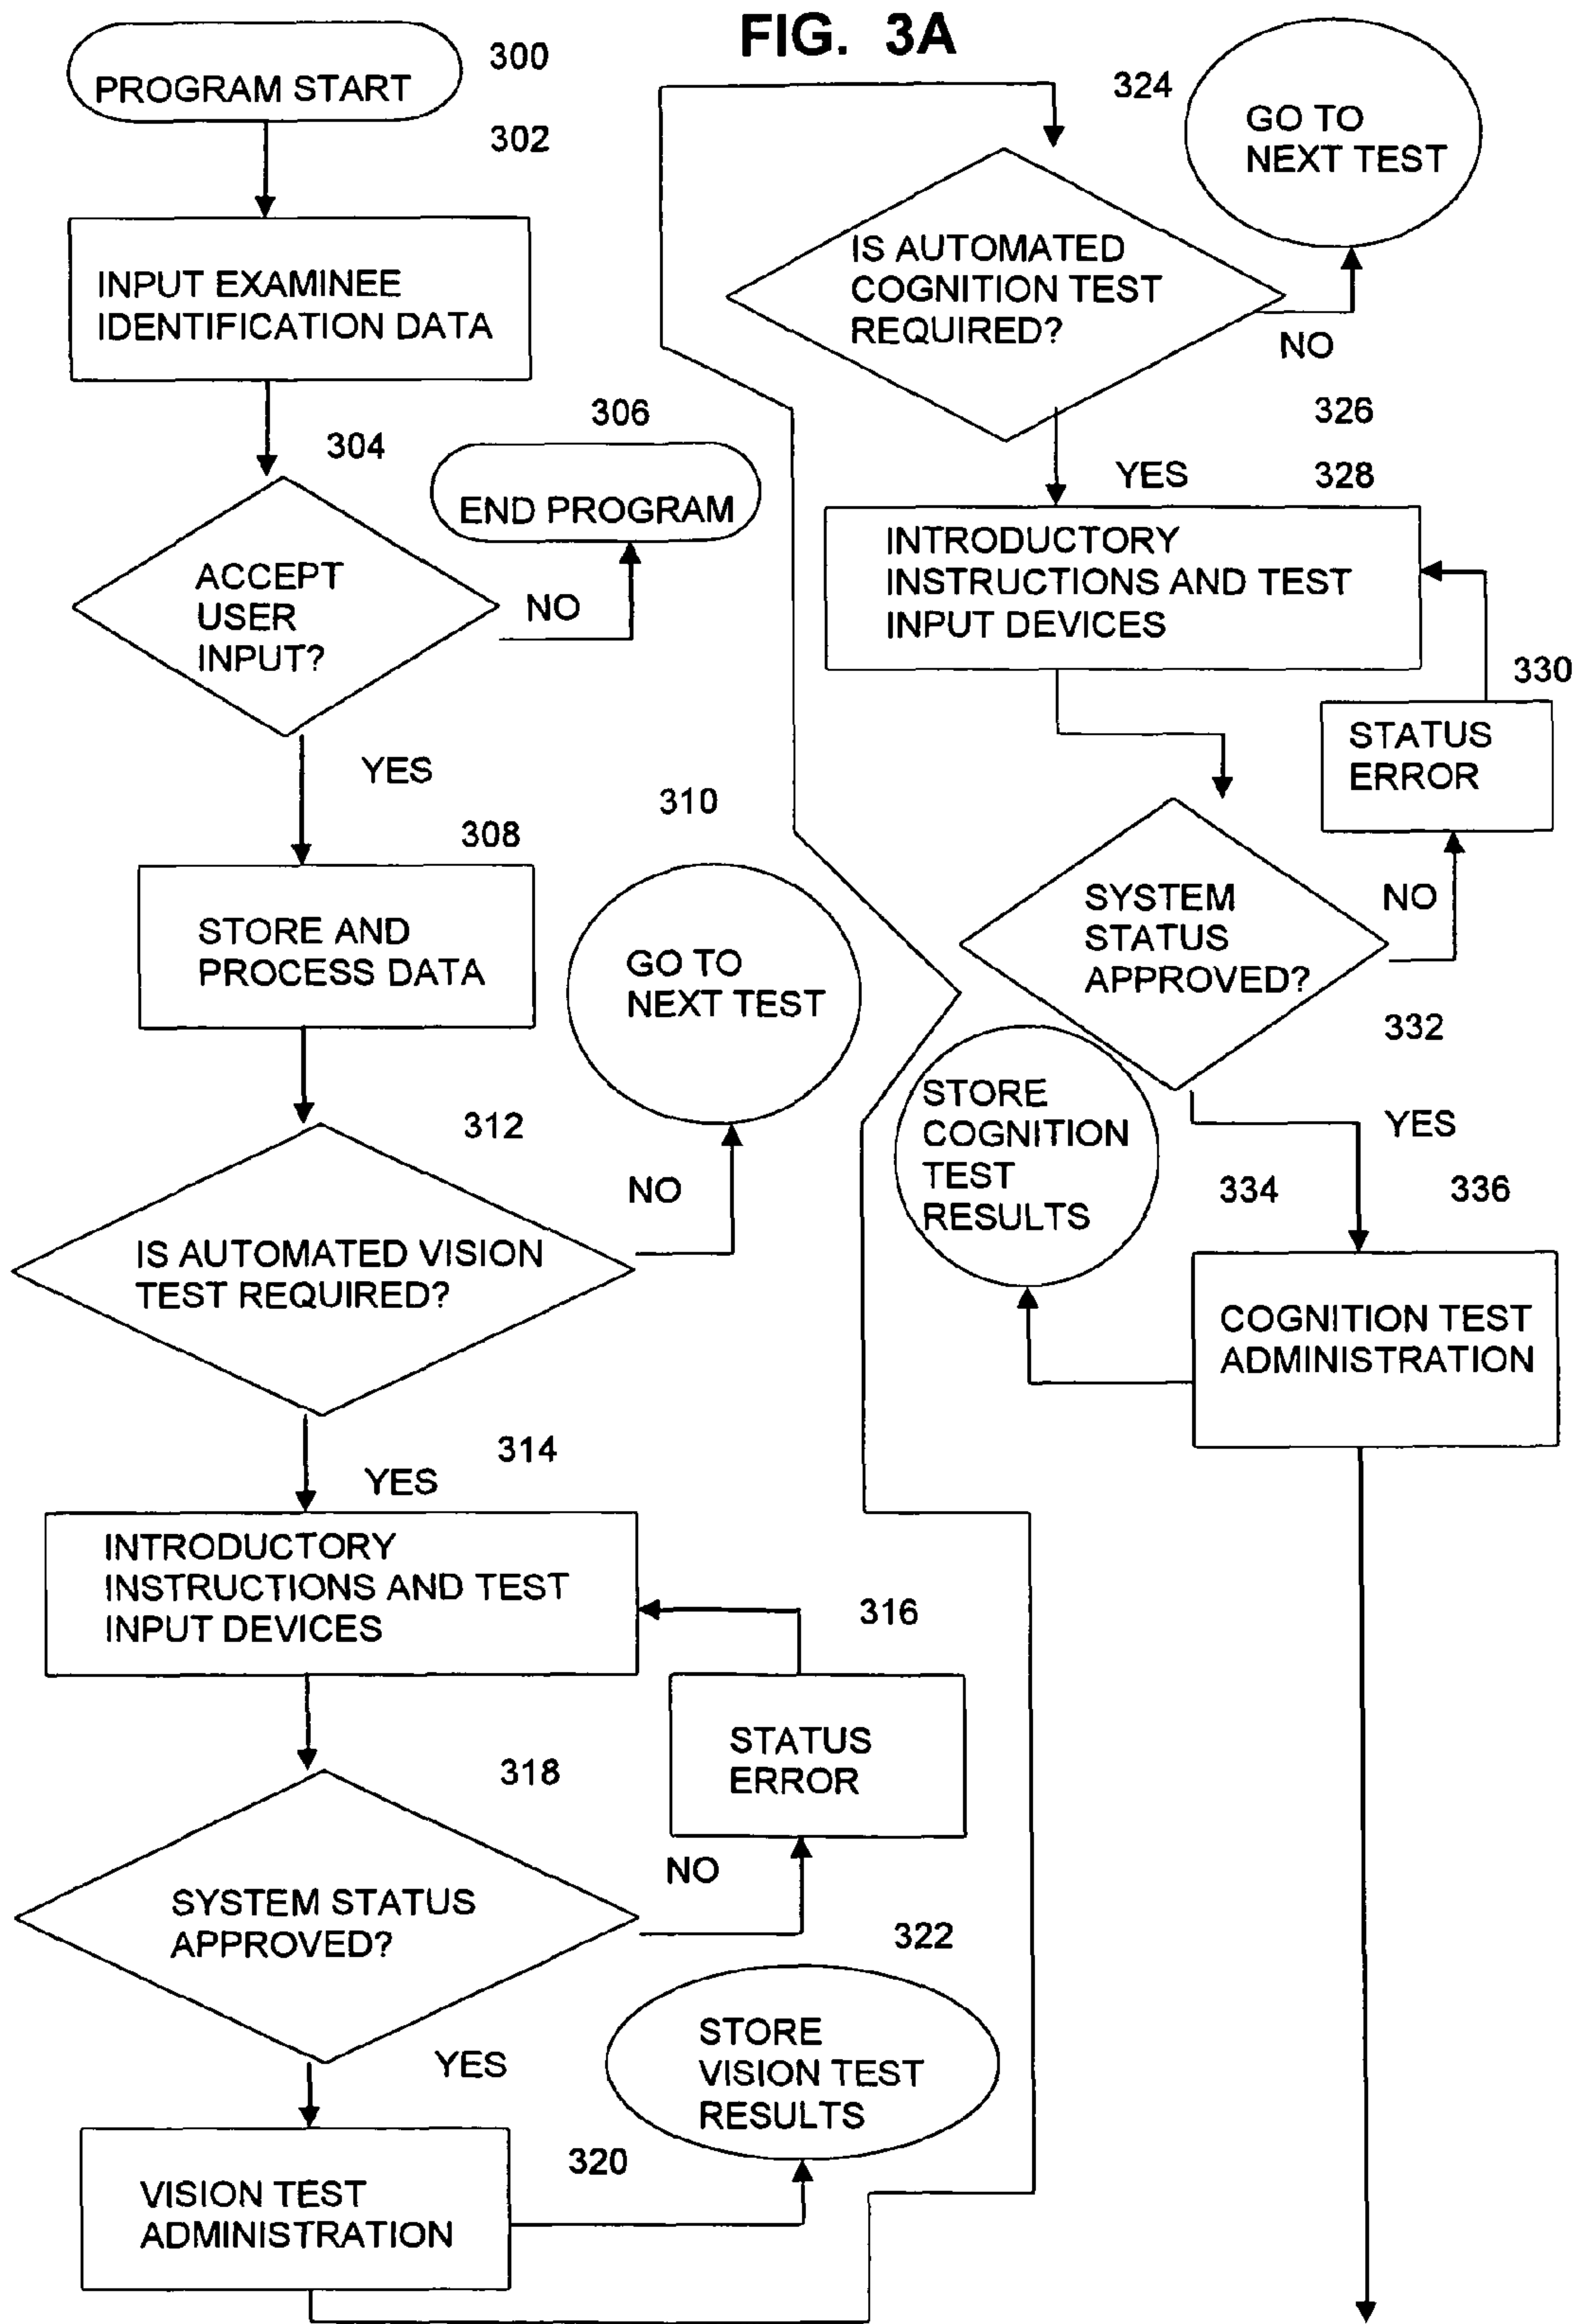 FIG. 3A
300
PROGRAM START
302
INPUT EXAMINEE
IDENTIFICATION DATA
304
306
END PROGRAM
ACCEPT
USER
INPUT?
NO
YES
308
310
STORE AND
PROCESS DATA
GO TO
NEXT TEST
312
NO
IS AUTOMATED VISION
TEST REQUIRED?
314
YES
INTRODUCTORY
INSTRUCTIONS AND TEST
INPUT DEVICES
316
STATUS
ERROR
318
NO
SYSTEM STATUS
APPROVED?
322
YES
STORE
VISION TEST
RESULTS
320
VISION TEST
ADMINISTRATION
324
GO TO
NEXT TEST
IS AUTOMATED
COGNITION TEST
REQUIRED?
NO
326
YES
328
INTRODUCTORY
INSTRUCTIONS AND TEST
INPUT DEVICES
330
STATUS
ERROR
NO
SYSTEM
STATUS
APPROVED?
332
STORE
COGNITION
TEST
RESULTS
YES
334
336
COGNITION TEST
ADMINISTRATION